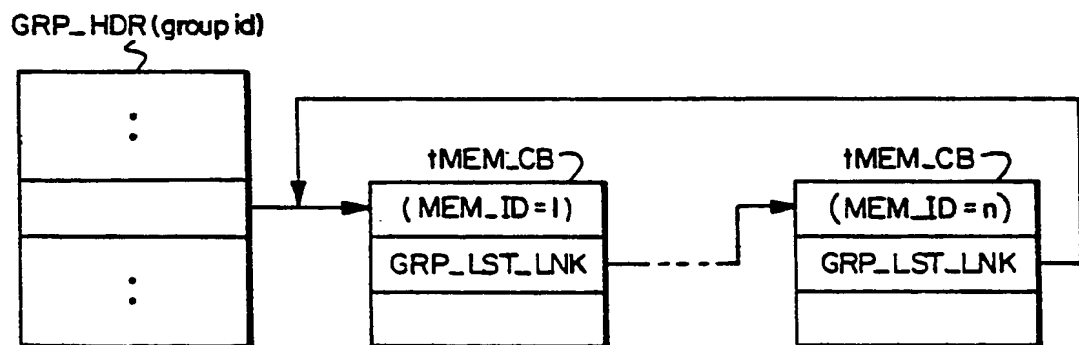 GRP_HDR(group id)
tMEM_CB
tMEM_CB
(MEM_ID=1)
(MEM_ID=n)
GRP_LST_LNK
GRP_LST_LNK